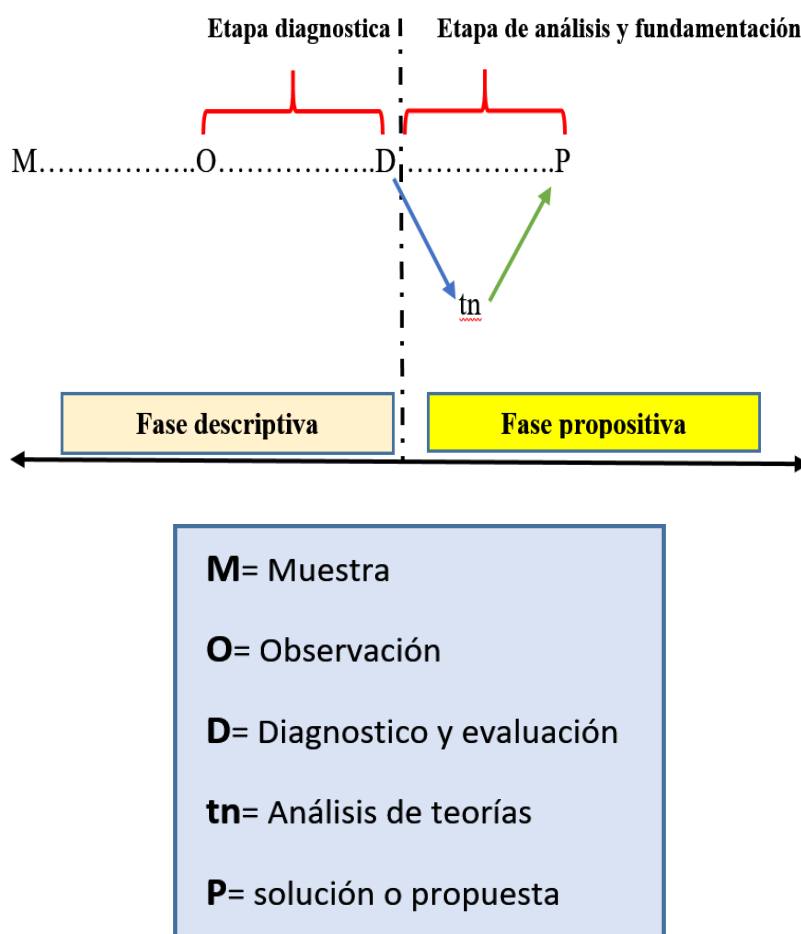 Etapa diagnostica
Etapa de análisis y fundamentación
M……………..O……………..D……………..P
tn
Fase descriptiva
Fase propositiva
M= Muestra
O= Observación
D= Diagnostico y evaluación
tn= Análisis de teorías
P= solución o propuesta